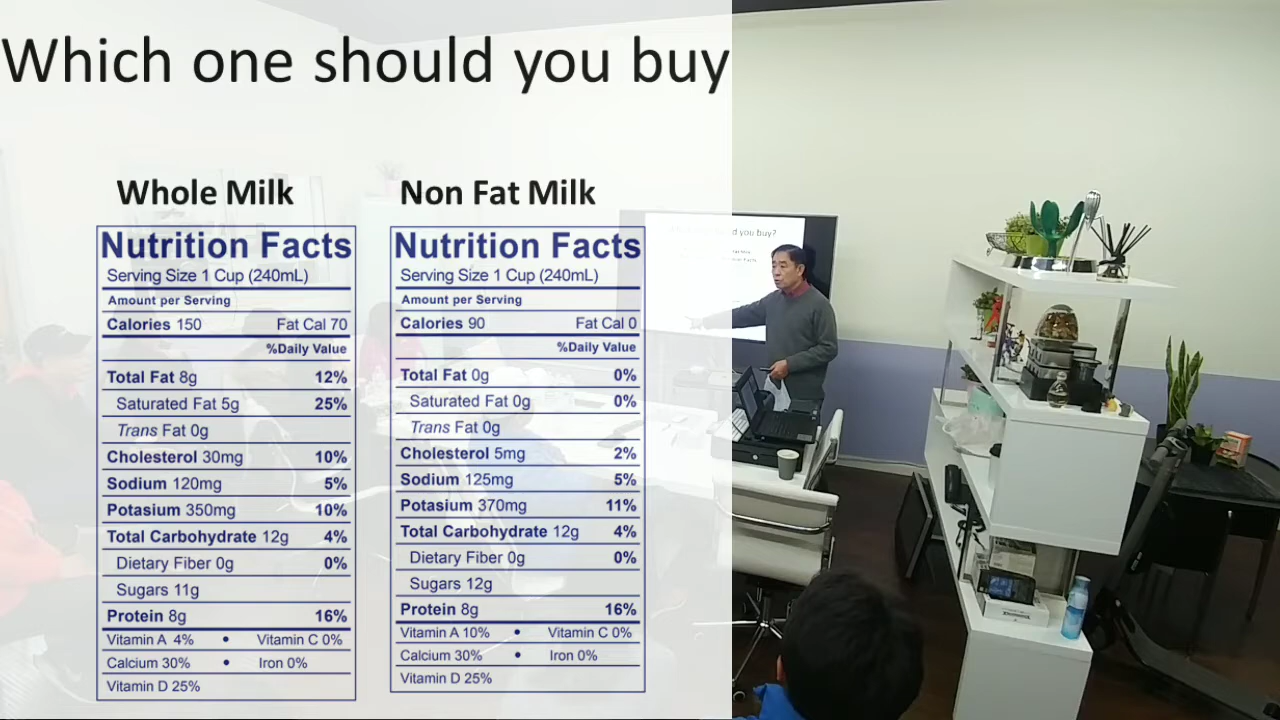 Which one should you buy
Whole Milk
Nutrition Facts
Serving Size 1 Cup (240mL)
Amount per Serving
Calories 150 Fat Cal 70
%Daily Value
Total Fat 8g 12%
Saturated Fat 5g 25%
Trans Fat 0g
Cholesterol 30mg 10%
Sodium 120mg 5%
Potasium 350mg 10%
Total Carbohydrate 12g 4%
Dietary Fiber 0g 0%
Sugars 11g
Protein 8g 16%
Vitamin A 4% • Vitamin C 0%
Calcium 30% • Iron 0%
Vitamin D 25%
Non Fat Milk
Nutrition Facts
Serving Size 1 Cup (240mL)
Amount per Serving
Calories 90 Fat Cal 0
%Daily Value
Total Fat 0g 0%
Saturated Fat 0g 0%
Trans Fat 0g
Cholesterol 5mg 2%
Sodium 125mg 5%
Potasium 370mg 11%
Total Carbohydrate 12g 4%
Dietary Fiber 0g 0%
Sugars 12g
Protein 8g 16%
Vitamin A 10% • Vitamin C 0%
Calcium 30% • Iron 0%
Vitamin D 25%
you buy?